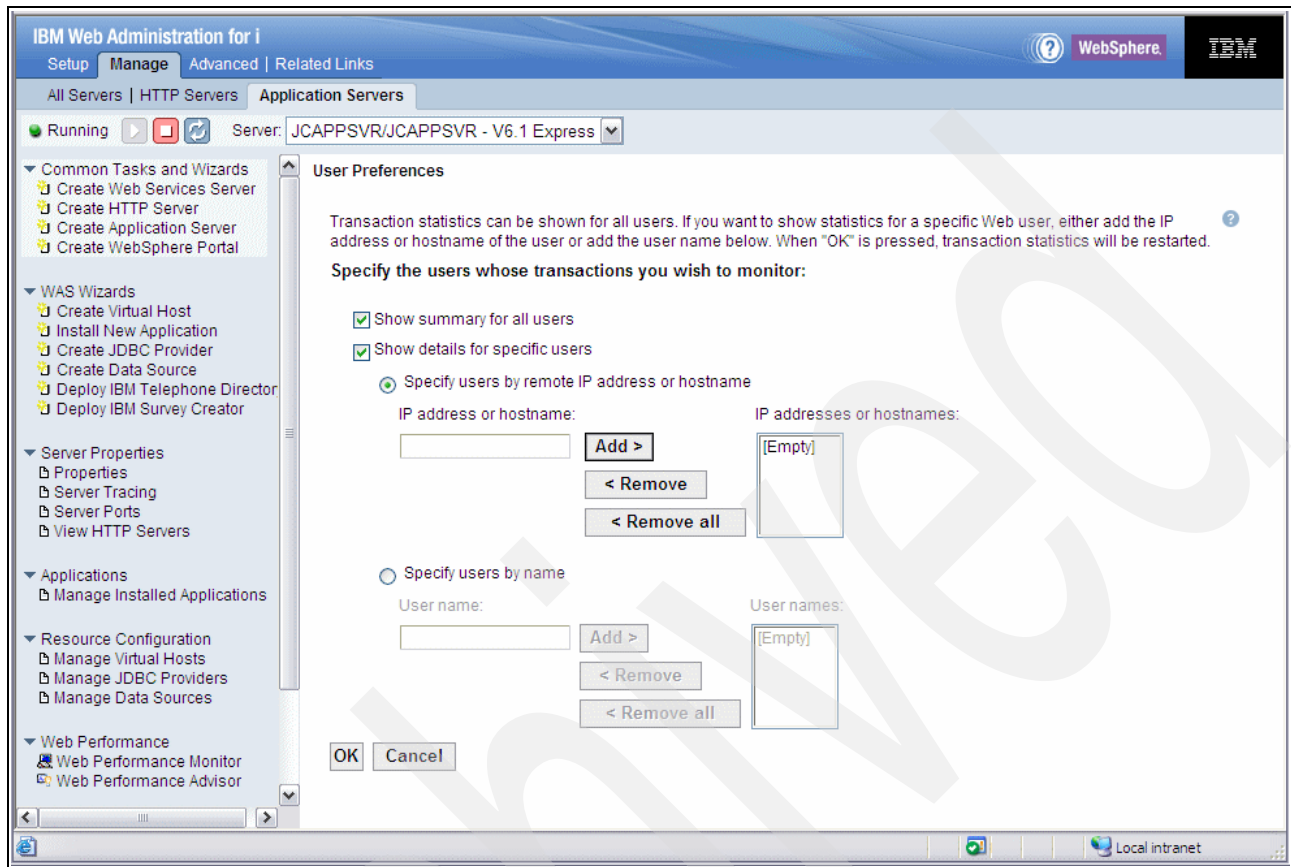 IBM Web Administration for i
WebSphere.
IBM
Setup Manage Advanced | Related Links
All Servers | HTTP Servers Application Servers
Running Server: JCAPPSVR/JCAPPSVR - V6.1 Express
Common Tasks and Wizards
Create Web Services Server
Create HTTP Server
Create Application Server
Create WebSphere Portal
WAS Wizards
Create Virtual Host
Install New Application
Create JDBC Provider
Create Data Source
Deploy IBM Telephone Director
Deploy IBM Survey Creator
Server Properties
Properties
Server Tracing
Server Ports
View HTTP Servers
Applications
Manage Installed Applications
Resource Configuration
Manage Virtual Hosts
Manage JDBC Providers
Manage Data Sources
Web Performance
Web Performance Monitor
Web Performance Advisor
User Preferences
Transaction statistics can be shown for all users. If you want to show statistics for a specific Web user, either add the IP
address or hostname of the user or add the user name below. When "OK" is pressed, transaction statistics will be restarted.
Specify the users whose transactions you wish to monitor:
Show summary for all users
Show details for specific users
Specify users by remote IP address or hostname
IP address or hostname: IP addresses or hostnames:
Add > [Empty]
< Remove
< Remove all
Specify users by name
User name: User names:
Add > [Empty]
< Remove
< Remove all
OK Cancel
Local intranet
hived